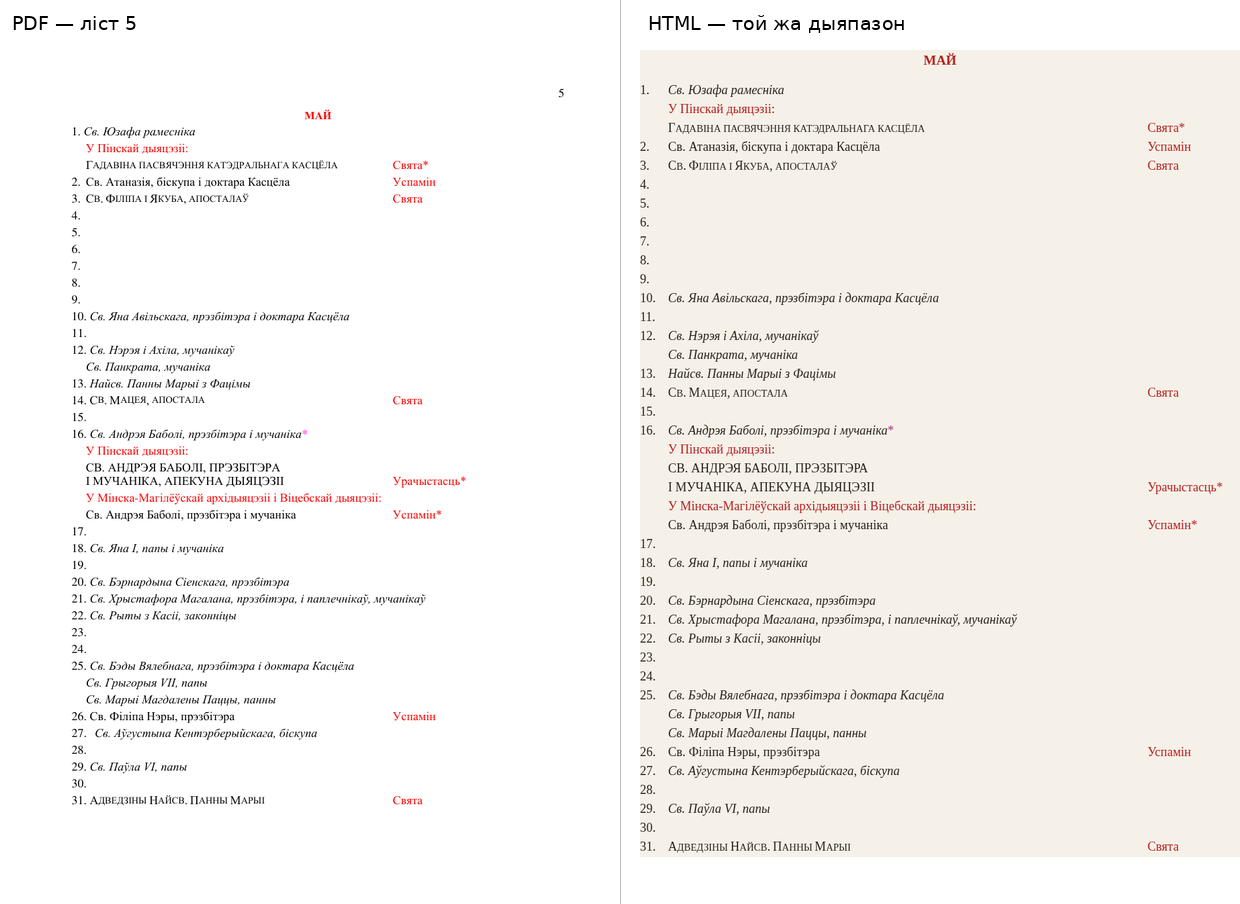 PDF — ліст 5
5
МАЙ
1. Св. Юзафа рамесніка
У Пінскай дыяцэзіі:
Гадавіна пасвячэння катэдральнага касцёла Свята*
2. Св. Атаназія, біскупа і доктара Касцёла Успамін
3. Св. Філіпа і Якуба, апосталаў Свята
4.
5.
6.
7.
8.
9.
10. Св. Яна Авільскага, прэзбітэра і доктара Касцёла
11.
12. Св. Нэрэя і Ахіла, мучанікаў
Св. Панкрата, мучаніка
13. Найсв. Панны Марыі з Фацімы
14. Св. Мацея, апостала Свята
15.
16. Св. Андрэя Баболі, прэзбітэра і мучаніка*
У Пінскай дыяцэзіі:
СВ. АНДРЭЯ БАБОЛІ, ПРЭЗБІТЭРА
І МУЧАНІКА, АПЕКУНА ДЫЯЦЭЗІІ Урачыстасць*
У Мінска-Магілёўскай архідыяцэзіі і Віцебскай дыяцэзіі:
Св. Андрэя Баболі, прэзбітэра і мучаніка Успамін*
17.
18. Св. Яна І, папы і мучаніка
19.
20. Св. Бэрнардына Сіенскага, прэзбітэра
21. Св. Хрыстафора Магалана, прэзбітэра, і паплечнікаў, мучанікаў
22. Св. Рыты з Касіі, законніцы
23.
24.
25. Св. Бэды Вялебнага, прэзбітэра і доктара Касцёла
Св. Грыгорыя VII, папы
Св. Марыі Магдалены Паццы, панны
26. Св. Філіпа Нэры, прэзбітэра Успамін
27. Св. Аўгустына Кентэрберыйскага, біскупа
28.
29. Св. Паўла VI, папы
30.
31. Адведзіны Найсв. Панны Марыі Свята
HTML — той жа дыяпазон
МАЙ
1. Св. Юзафа рамесніка
У Пінскай дыяцэзіі:
Гадавіна пасвячэння катэдральнага касцёла Свята*
2. Св. Атаназія, біскупа і доктара Касцёла Успамін
3. Св. Філіпа і Якуба, апосталаў Свята
4.
5.
6.
7.
8.
9.
10. Св. Яна Авільскага, прэзбітэра і доктара Касцёла
11.
12. Св. Нэрэя і Ахіла, мучанікаў
Св. Панкрата, мучаніка
13. Найсв. Панны Марыі з Фацімы
14. Св. Мацея, апостала Свята
15.
16. Св. Андрэя Баболі, прэзбітэра і мучаніка*
У Пінскай дыяцэзіі:
СВ. АНДРЭЯ БАБОЛІ, ПРЭЗБІТЭРА
І МУЧАНІКА, АПЕКУНА ДЫЯЦЭЗІІ Урачыстасць*
У Мінска-Магілёўскай архідыяцэзіі і Віцебскай дыяцэзіі:
Св. Андрэя Баболі, прэзбітэра і мучаніка Успамін*
17.
18. Св. Яна І, папы і мучаніка
19.
20. Св. Бэрнардына Сіенскага, прэзбітэра
21. Св. Хрыстафора Магалана, прэзбітэра, і паплечнікаў, мучанікаў
22. Св. Рыты з Касіі, законніцы
23.
24.
25. Св. Бэды Вялебнага, прэзбітэра і доктара Касцёла
Св. Грыгорыя VII, папы
Св. Марыі Магдалены Паццы, панны
26. Св. Філіпа Нэры, прэзбітэра Успамін
27. Св. Аўгустына Кентэрберыйскага, біскупа
28.
29. Св. Паўла VI, папы
30.
31. Адведзіны Найсв. Панны Марыі Свята